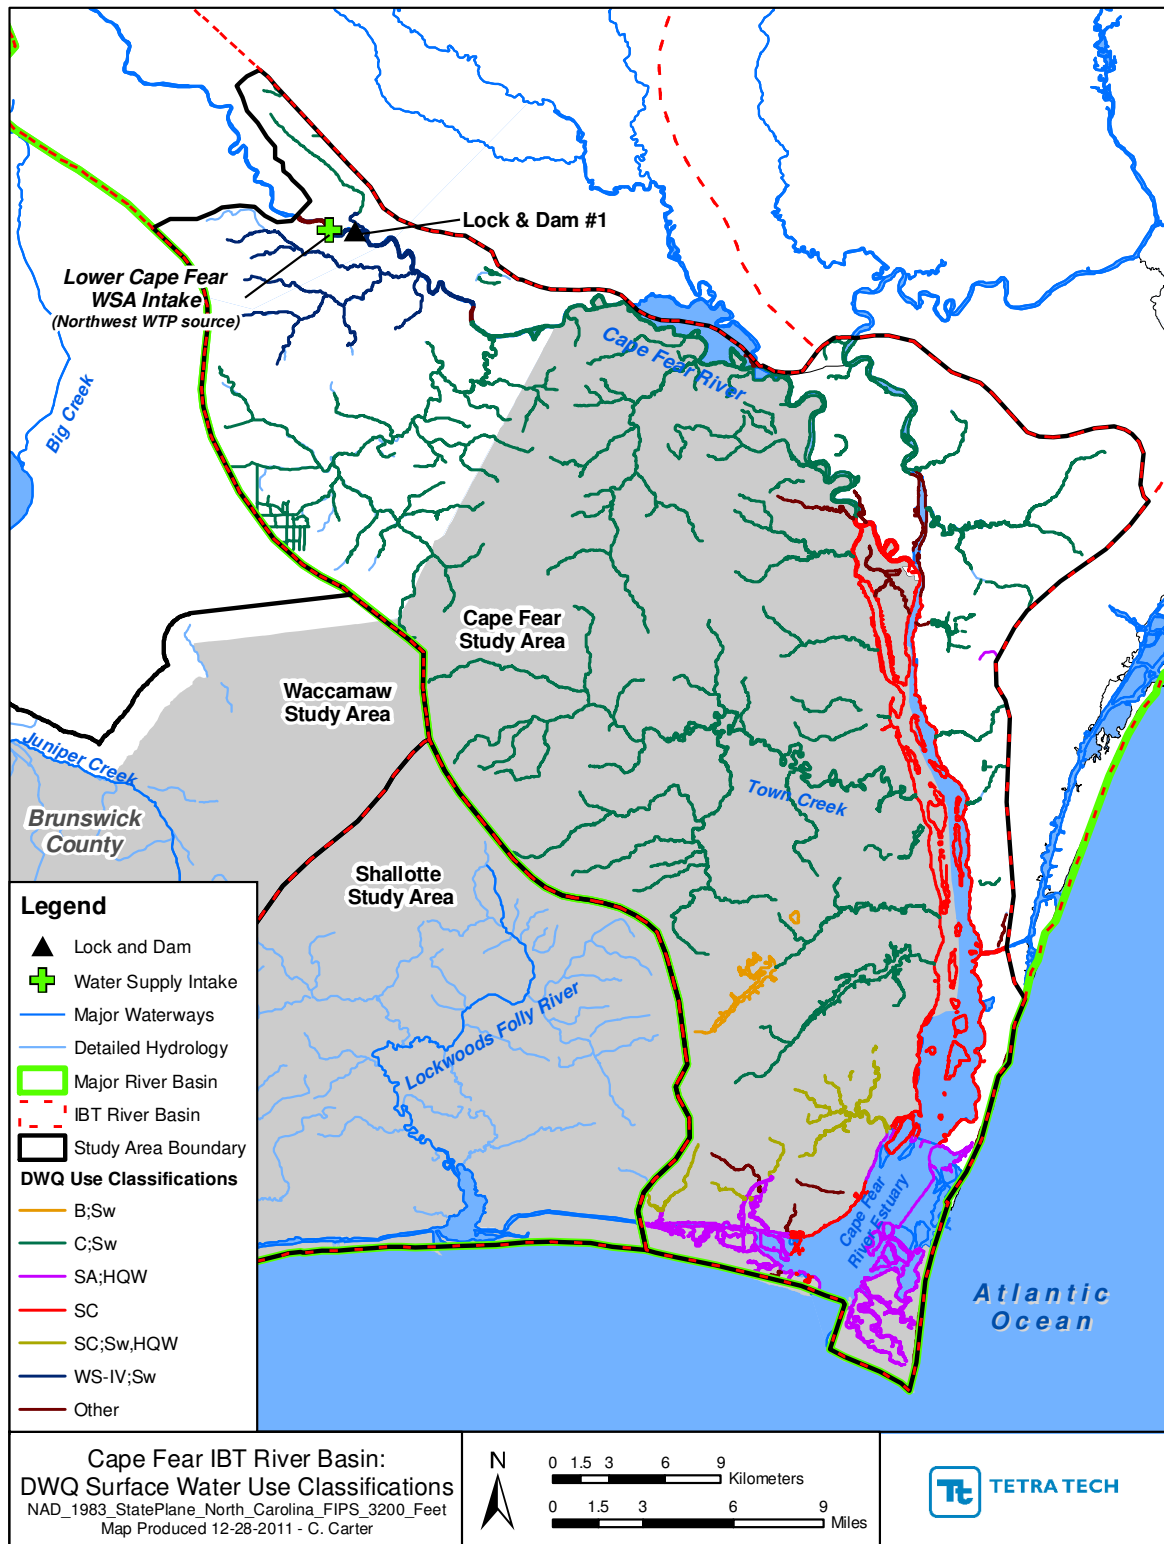 Lock & Dam #1
Lower Cape Fear
WSA Intake
(Northwest WTP source)
Cape Fear River
Big Creek
Cape Fear
Study Area
Waccamaw
Study Area
Juniper Creek
Town Creek
Brunswick
County
Shallotte
Study Area
Lockwoods Folly River
Cape Fear
River Estuary
Atlantic
Ocean
Legend
Lock and Dam
Water Supply Intake
Major Waterways
Detailed Hydrology
Major River Basin
IBT River Basin
Study Area Boundary
DWQ Use Classifications
B;Sw
C;Sw
SA;HQW
SC
SC;Sw,HQW
WS-IV;Sw
Other
Cape Fear IBT River Basin:
DWQ Surface Water Use Classifications
NAD_1983_StatePlane_North_Carolina_FIPS_3200_Feet
Map Produced 12-28-2011 - C. Carter
N
0 1.5 3 6 9
Kilometers
0 1.5 3 6 9
Miles
Tt
TETRA TECH